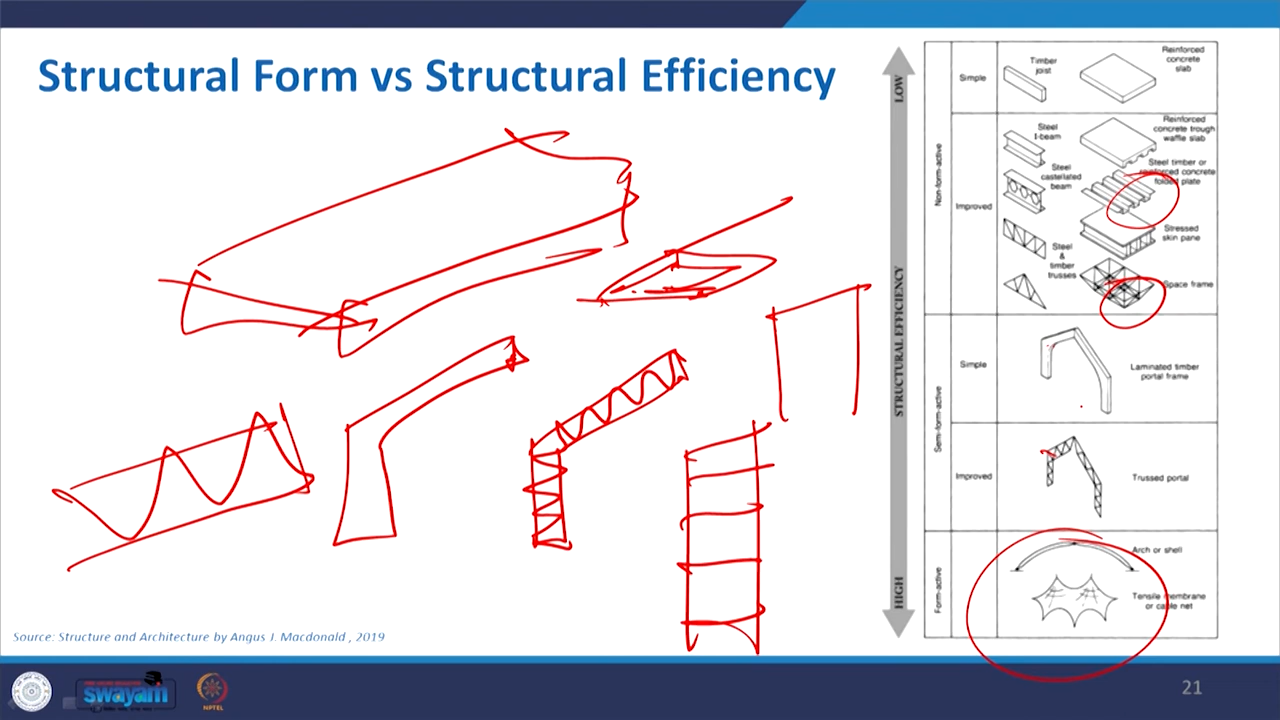 Structural Form vs Structural Efficiency
LOW
STRUCTURAL EFFICIENCY
HIGH
Non-form-active
Simple
Timber
joist
Reinforced
concrete
slab
Improved
Steel
I-beam
Reinforced
concrete trough
waffle slab
Steel
castellated
beam
Steel timber or
reinforced concrete
folded plate
Steel
&
timber
trusses
Stressed
skin pane
Space frame
Semi-form-active
Simple
Laminated timber
portal frame
Improved
Trussed portal
Form-active
Arch or shell
Tensile membrane
or cable net
Source: Structure and Architecture by Angus J. Macdonald , 2019
swayam
NPTEL
21